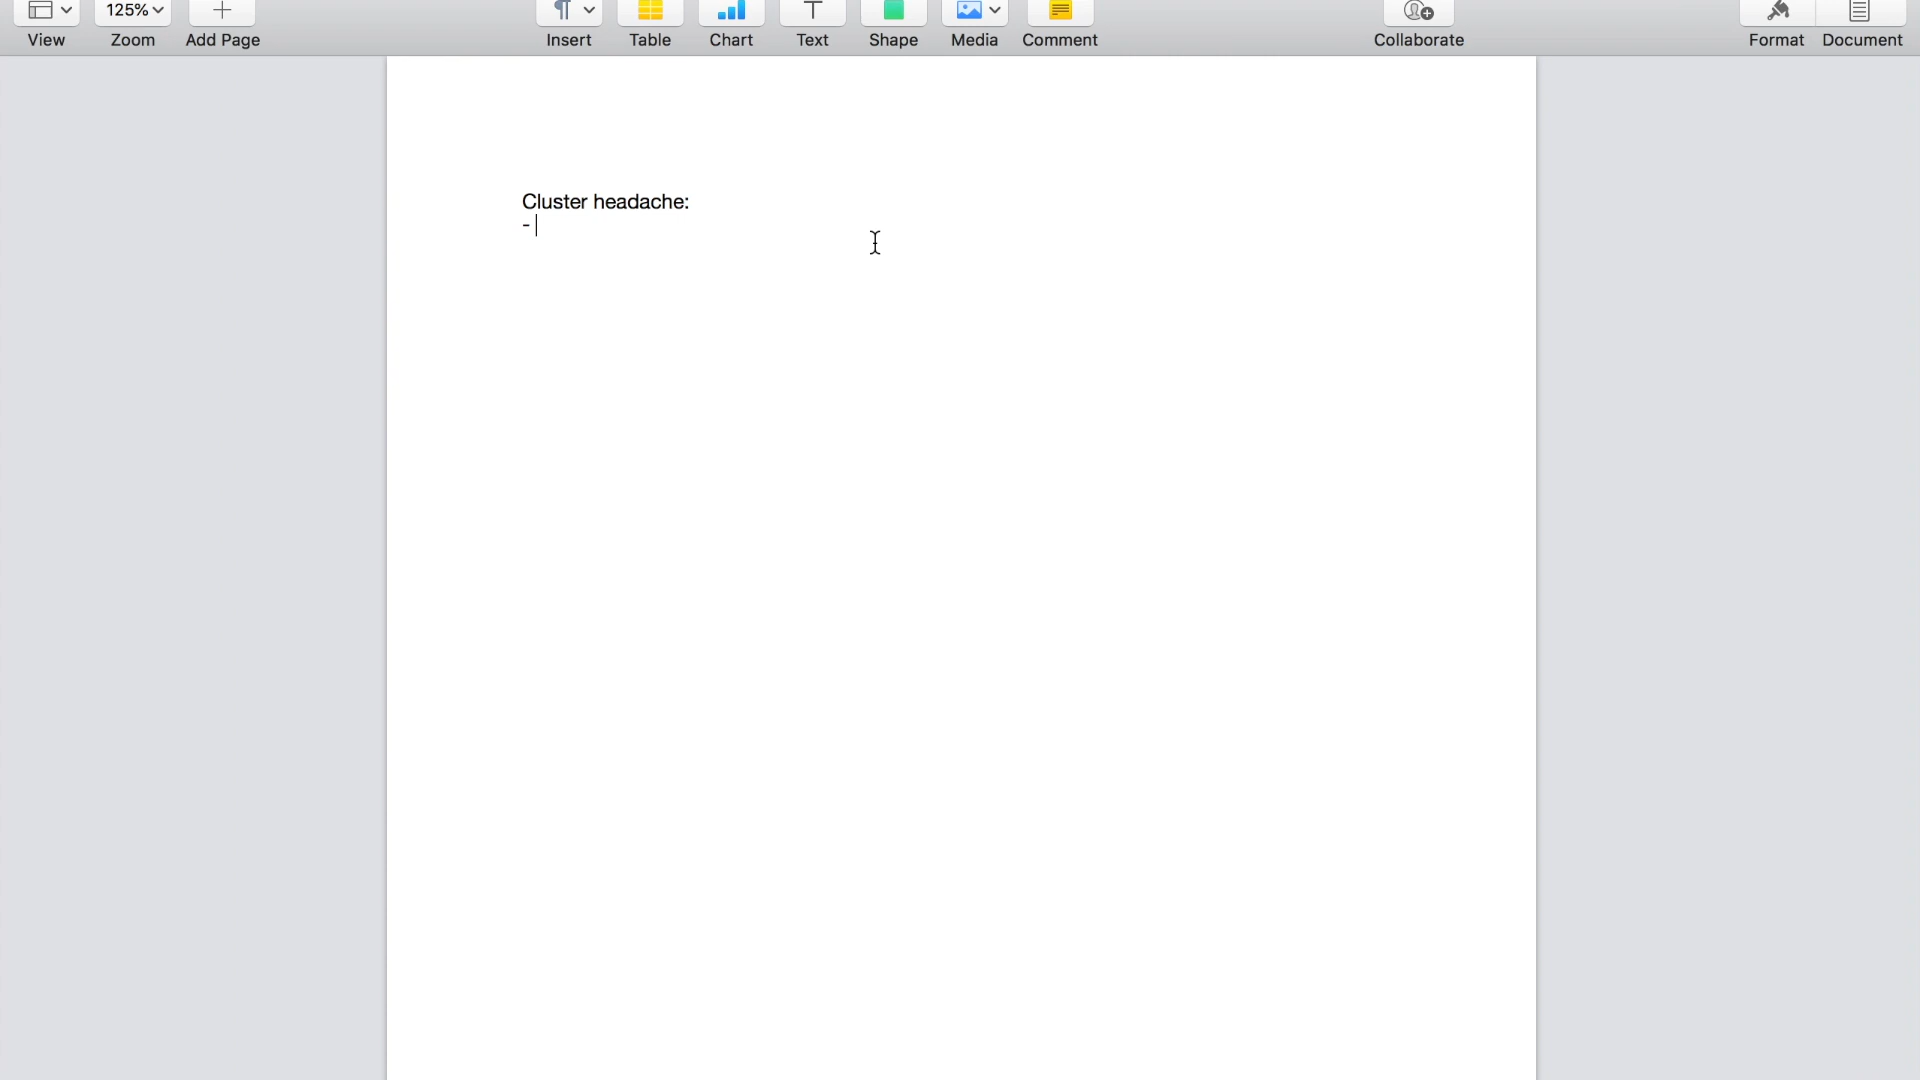 125%
View Zoom Add Page Insert Table Chart Text Shape Media Comment Collaborate Format Document
Cluster headache:
-